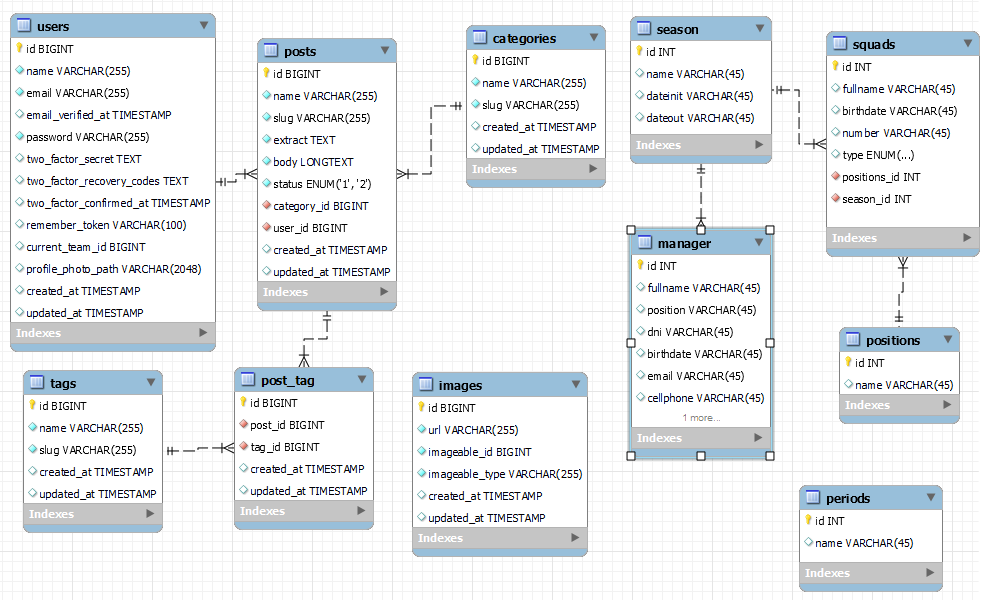 users
id BIGINT
name VARCHAR(255)
email VARCHAR(255)
email_verified_at TIMESTAMP
password VARCHAR(255)
two_factor_secret TEXT
two_factor_recovery_codes TEXT
two_factor_confirmed_at TIMESTAMP
remember_token VARCHAR(100)
current_team_id BIGINT
profile_photo_path VARCHAR(2048)
created_at TIMESTAMP
updated_at TIMESTAMP
Indexes
posts
id BIGINT
name VARCHAR(255)
slug VARCHAR(255)
extract TEXT
body LONGTEXT
status ENUM('1', '2')
category_id BIGINT
user_id BIGINT
created_at TIMESTAMP
updated_at TIMESTAMP
Indexes
categories
id BIGINT
name VARCHAR(255)
slug VARCHAR(255)
created_at TIMESTAMP
updated_at TIMESTAMP
Indexes
season
id INT
name VARCHAR(45)
dateinit VARCHAR(45)
dateout VARCHAR(45)
Indexes
squads
id INT
fullname VARCHAR(45)
birthdate VARCHAR(45)
number VARCHAR(45)
type ENUM(...)
positions_id INT
season_id INT
Indexes
manager
id INT
fullname VARCHAR(45)
position VARCHAR(45)
dni VARCHAR(45)
birthdate VARCHAR(45)
email VARCHAR(45)
cellphone VARCHAR(45)
1 more...
Indexes
positions
id INT
name VARCHAR(45)
Indexes
tags
id BIGINT
name VARCHAR(255)
slug VARCHAR(255)
created_at TIMESTAMP
updated_at TIMESTAMP
Indexes
post_tag
id BIGINT
post_id BIGINT
tag_id BIGINT
created_at TIMESTAMP
updated_at TIMESTAMP
Indexes
images
id BIGINT
url VARCHAR(255)
imageable_id BIGINT
imageable_type VARCHAR(255)
created_at TIMESTAMP
updated_at TIMESTAMP
Indexes
periods
id INT
name VARCHAR(45)
Indexes